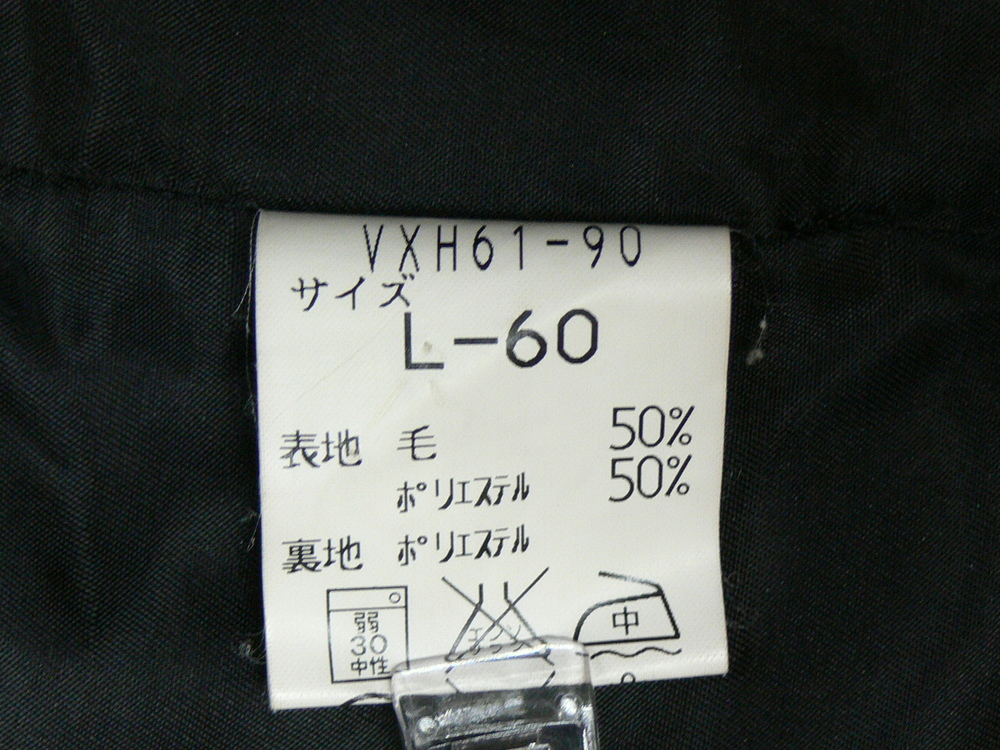 VXH61-90
サイズ
L-60
表地 毛 50%
ポリエステル 50%
裏地 ポリエステル
弱
30
中性
中